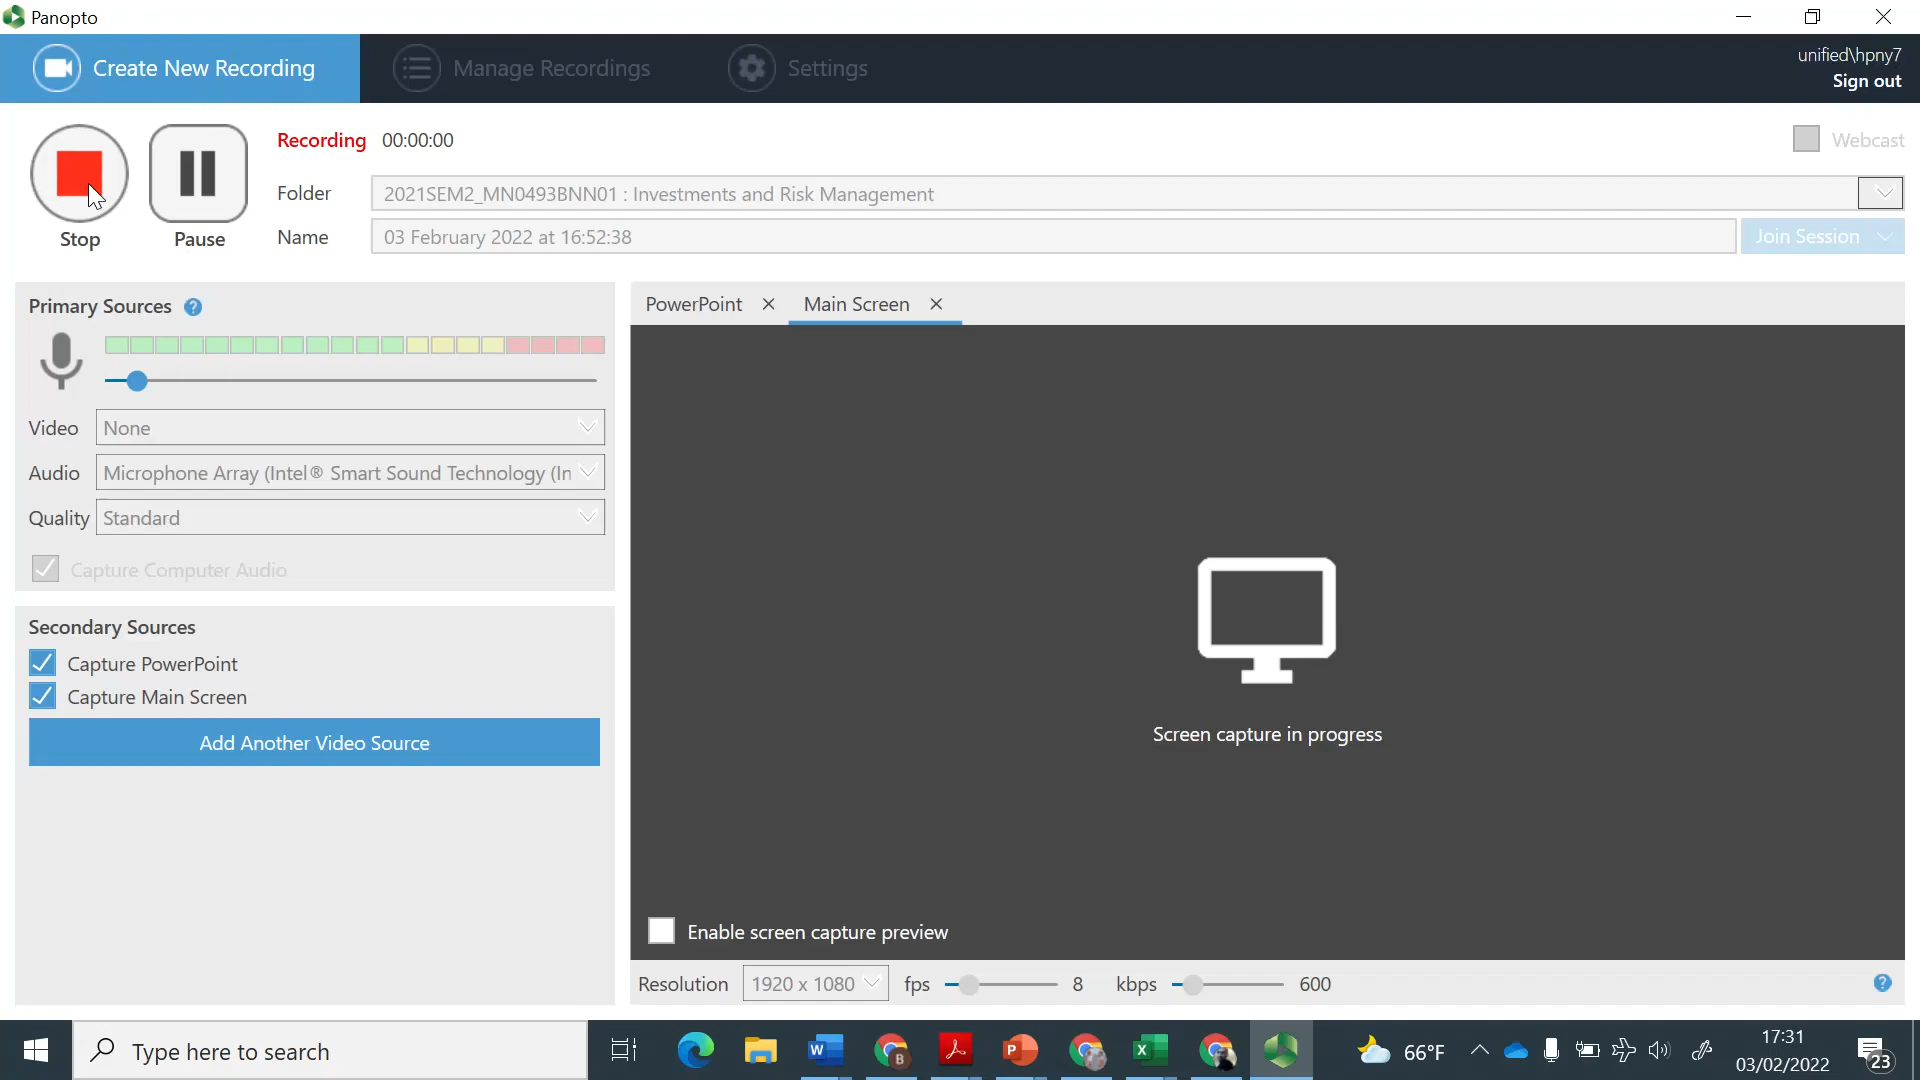 Panopto
Create New Recording
Manage Recordings
Settings
unified\hpny7
Sign out
Recording 00:00:00
Webcast
Folder
2021SEM2_MN0493BNN01 : Investments and Risk Management
Stop
Pause
Name
03 February 2022 at 16:52:38
Join Session
Primary Sources ?
PowerPoint
Main Screen
Video None
Audio Microphone Array (Intel® Smart Sound Technology (In
Quality Standard
Capture Computer Audio
Secondary Sources
Capture PowerPoint
Capture Main Screen
Add Another Video Source
Screen capture in progress
Enable screen capture preview
Resolution 1920 x 1080 fps 8 kbps 600 ?
Type here to search
W
B
P
X
66°F
17:31
03/02/2022
23